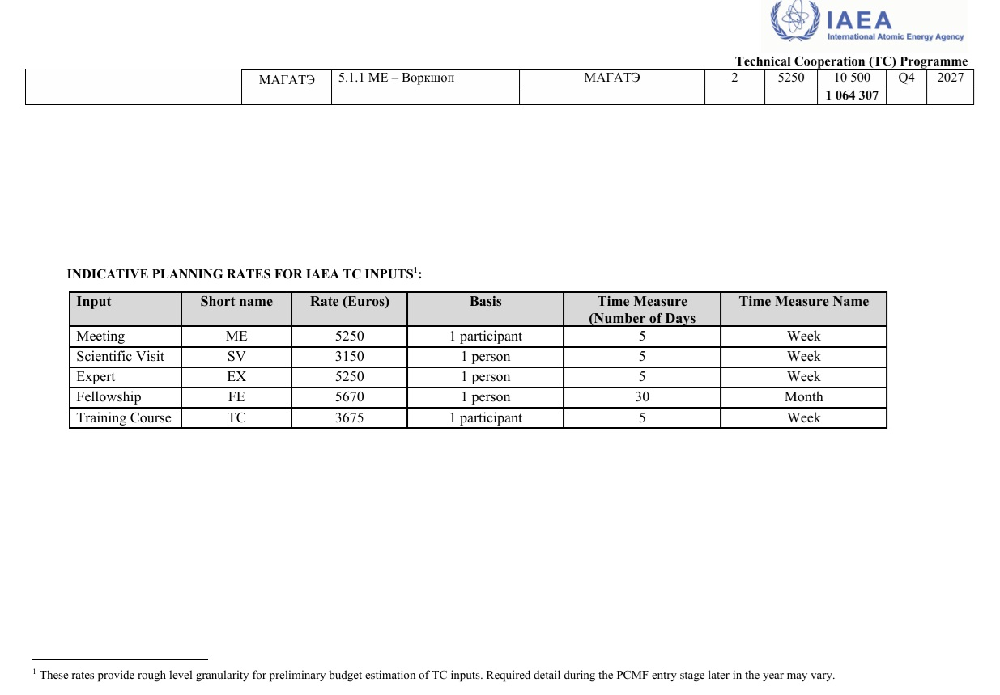 IAEA
International Atomic Energy Agency
Technical Cooperation (TC) Programme
МАГАТЭ 5.1.1 ME – Воркшоп МАГАТЭ 2 5250 10 500 Q4 2027
1 064 307
INDICATIVE PLANNING RATES FOR IAEA TC INPUTS¹:
Input Short name Rate (Euros) Basis Time Measure (Number of Days Time Measure Name
Meeting ME 5250 1 participant 5 Week
Scientific Visit SV 3150 1 person 5 Week
Expert EX 5250 1 person 5 Week
Fellowship FE 5670 1 person 30 Month
Training Course TC 3675 1 participant 5 Week
¹ These rates provide rough level granularity for preliminary budget estimation of TC inputs. Required detail during the PCMF entry stage later in the year may vary.